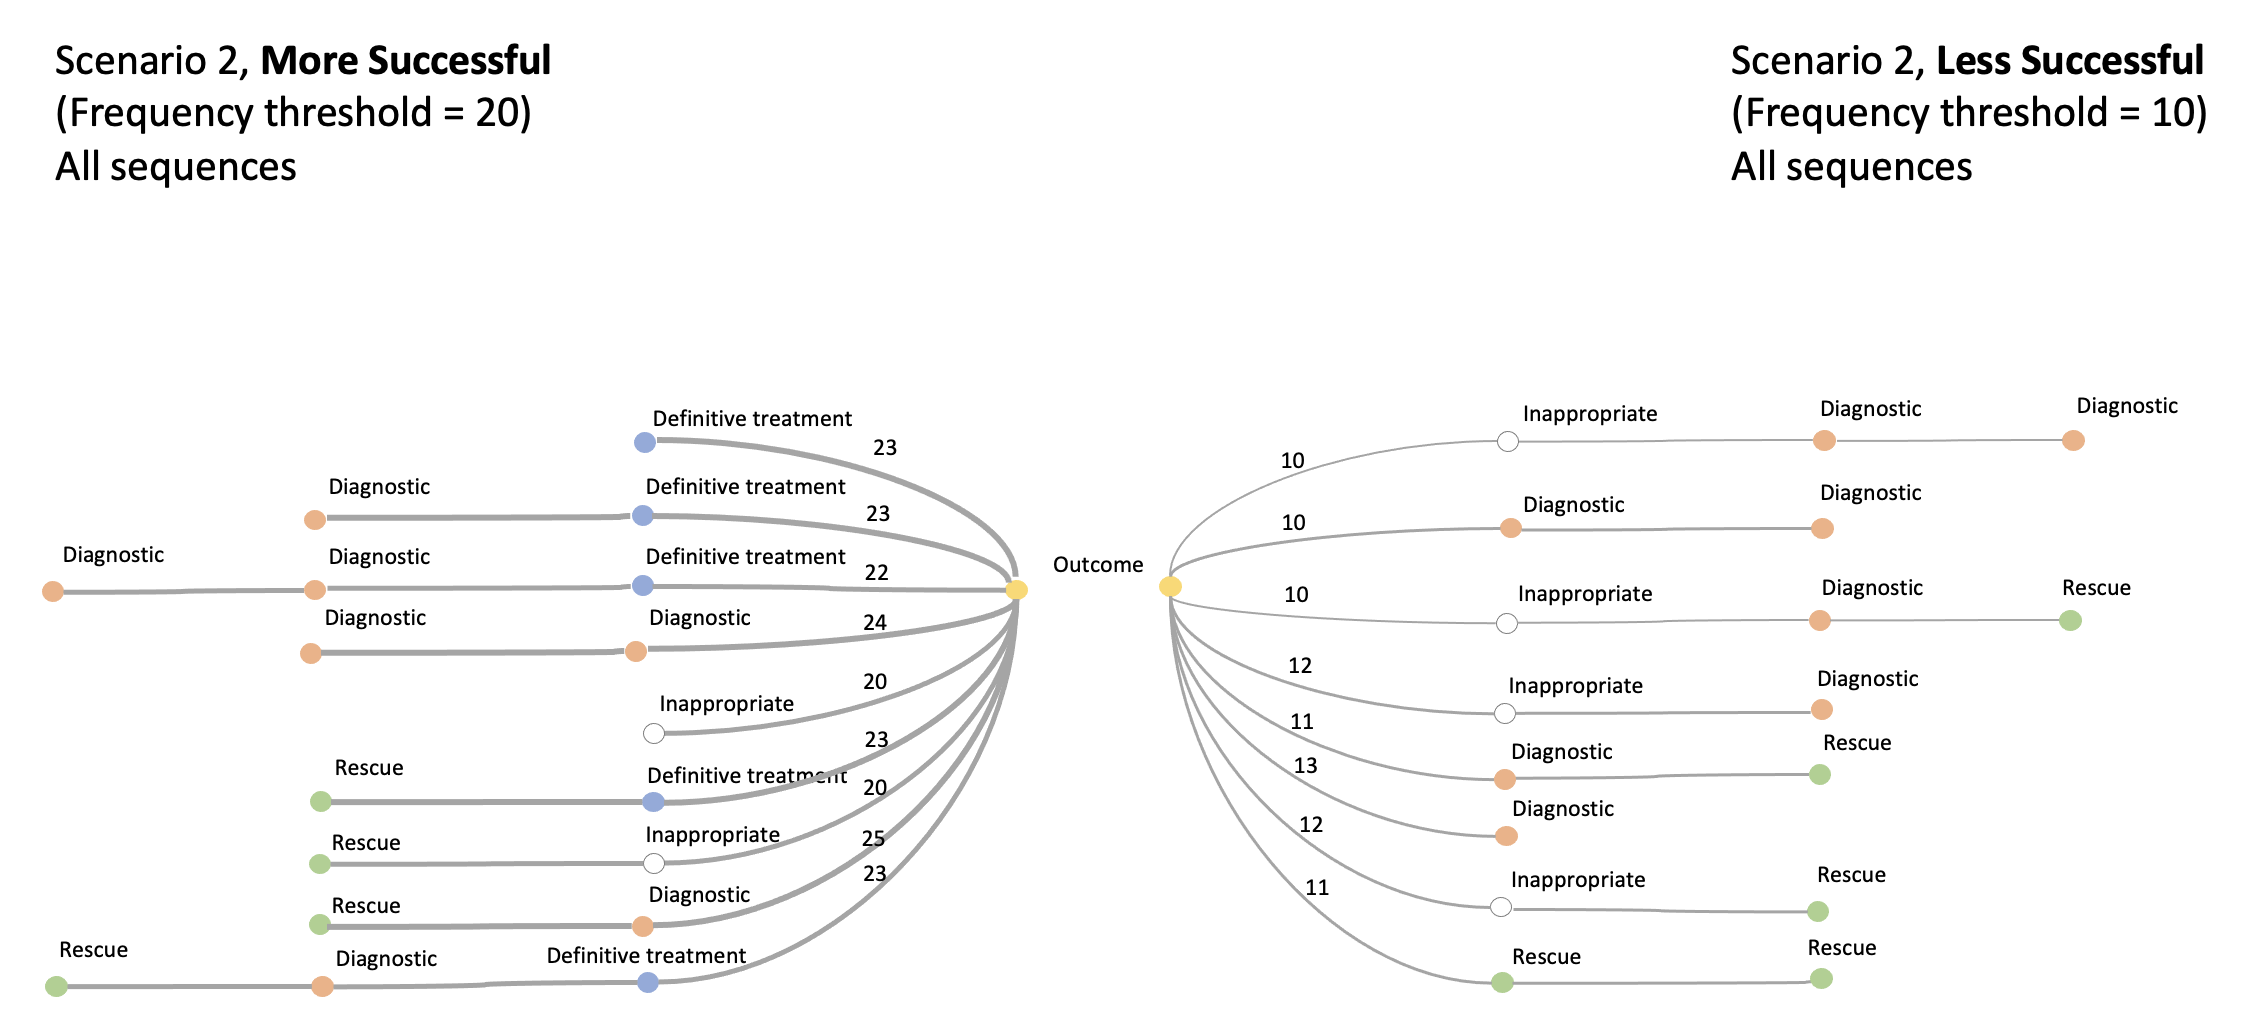 Scenario 2, More Successful
(Frequency threshold = 20)
All sequences
Scenario 2, Less Successful
(Frequency threshold = 10)
All sequences
Definitive treatment
23
Diagnostic
Definitive treatment
23
Diagnostic
Diagnostic
Definitive treatment
22
Diagnostic
Diagnostic
24
Inappropriate
20
Rescue
Definitive treatment
23
Rescue
Inappropriate
20
Rescue
Diagnostic
25
Rescue
Diagnostic
Definitive treatment
23
Outcome
10
Inappropriate
Diagnostic
Diagnostic
10
Diagnostic
Diagnostic
10
Inappropriate
Diagnostic
Rescue
12
Inappropriate
Diagnostic
11
Diagnostic
Rescue
13
Diagnostic
12
Inappropriate
Rescue
11
Rescue
Rescue